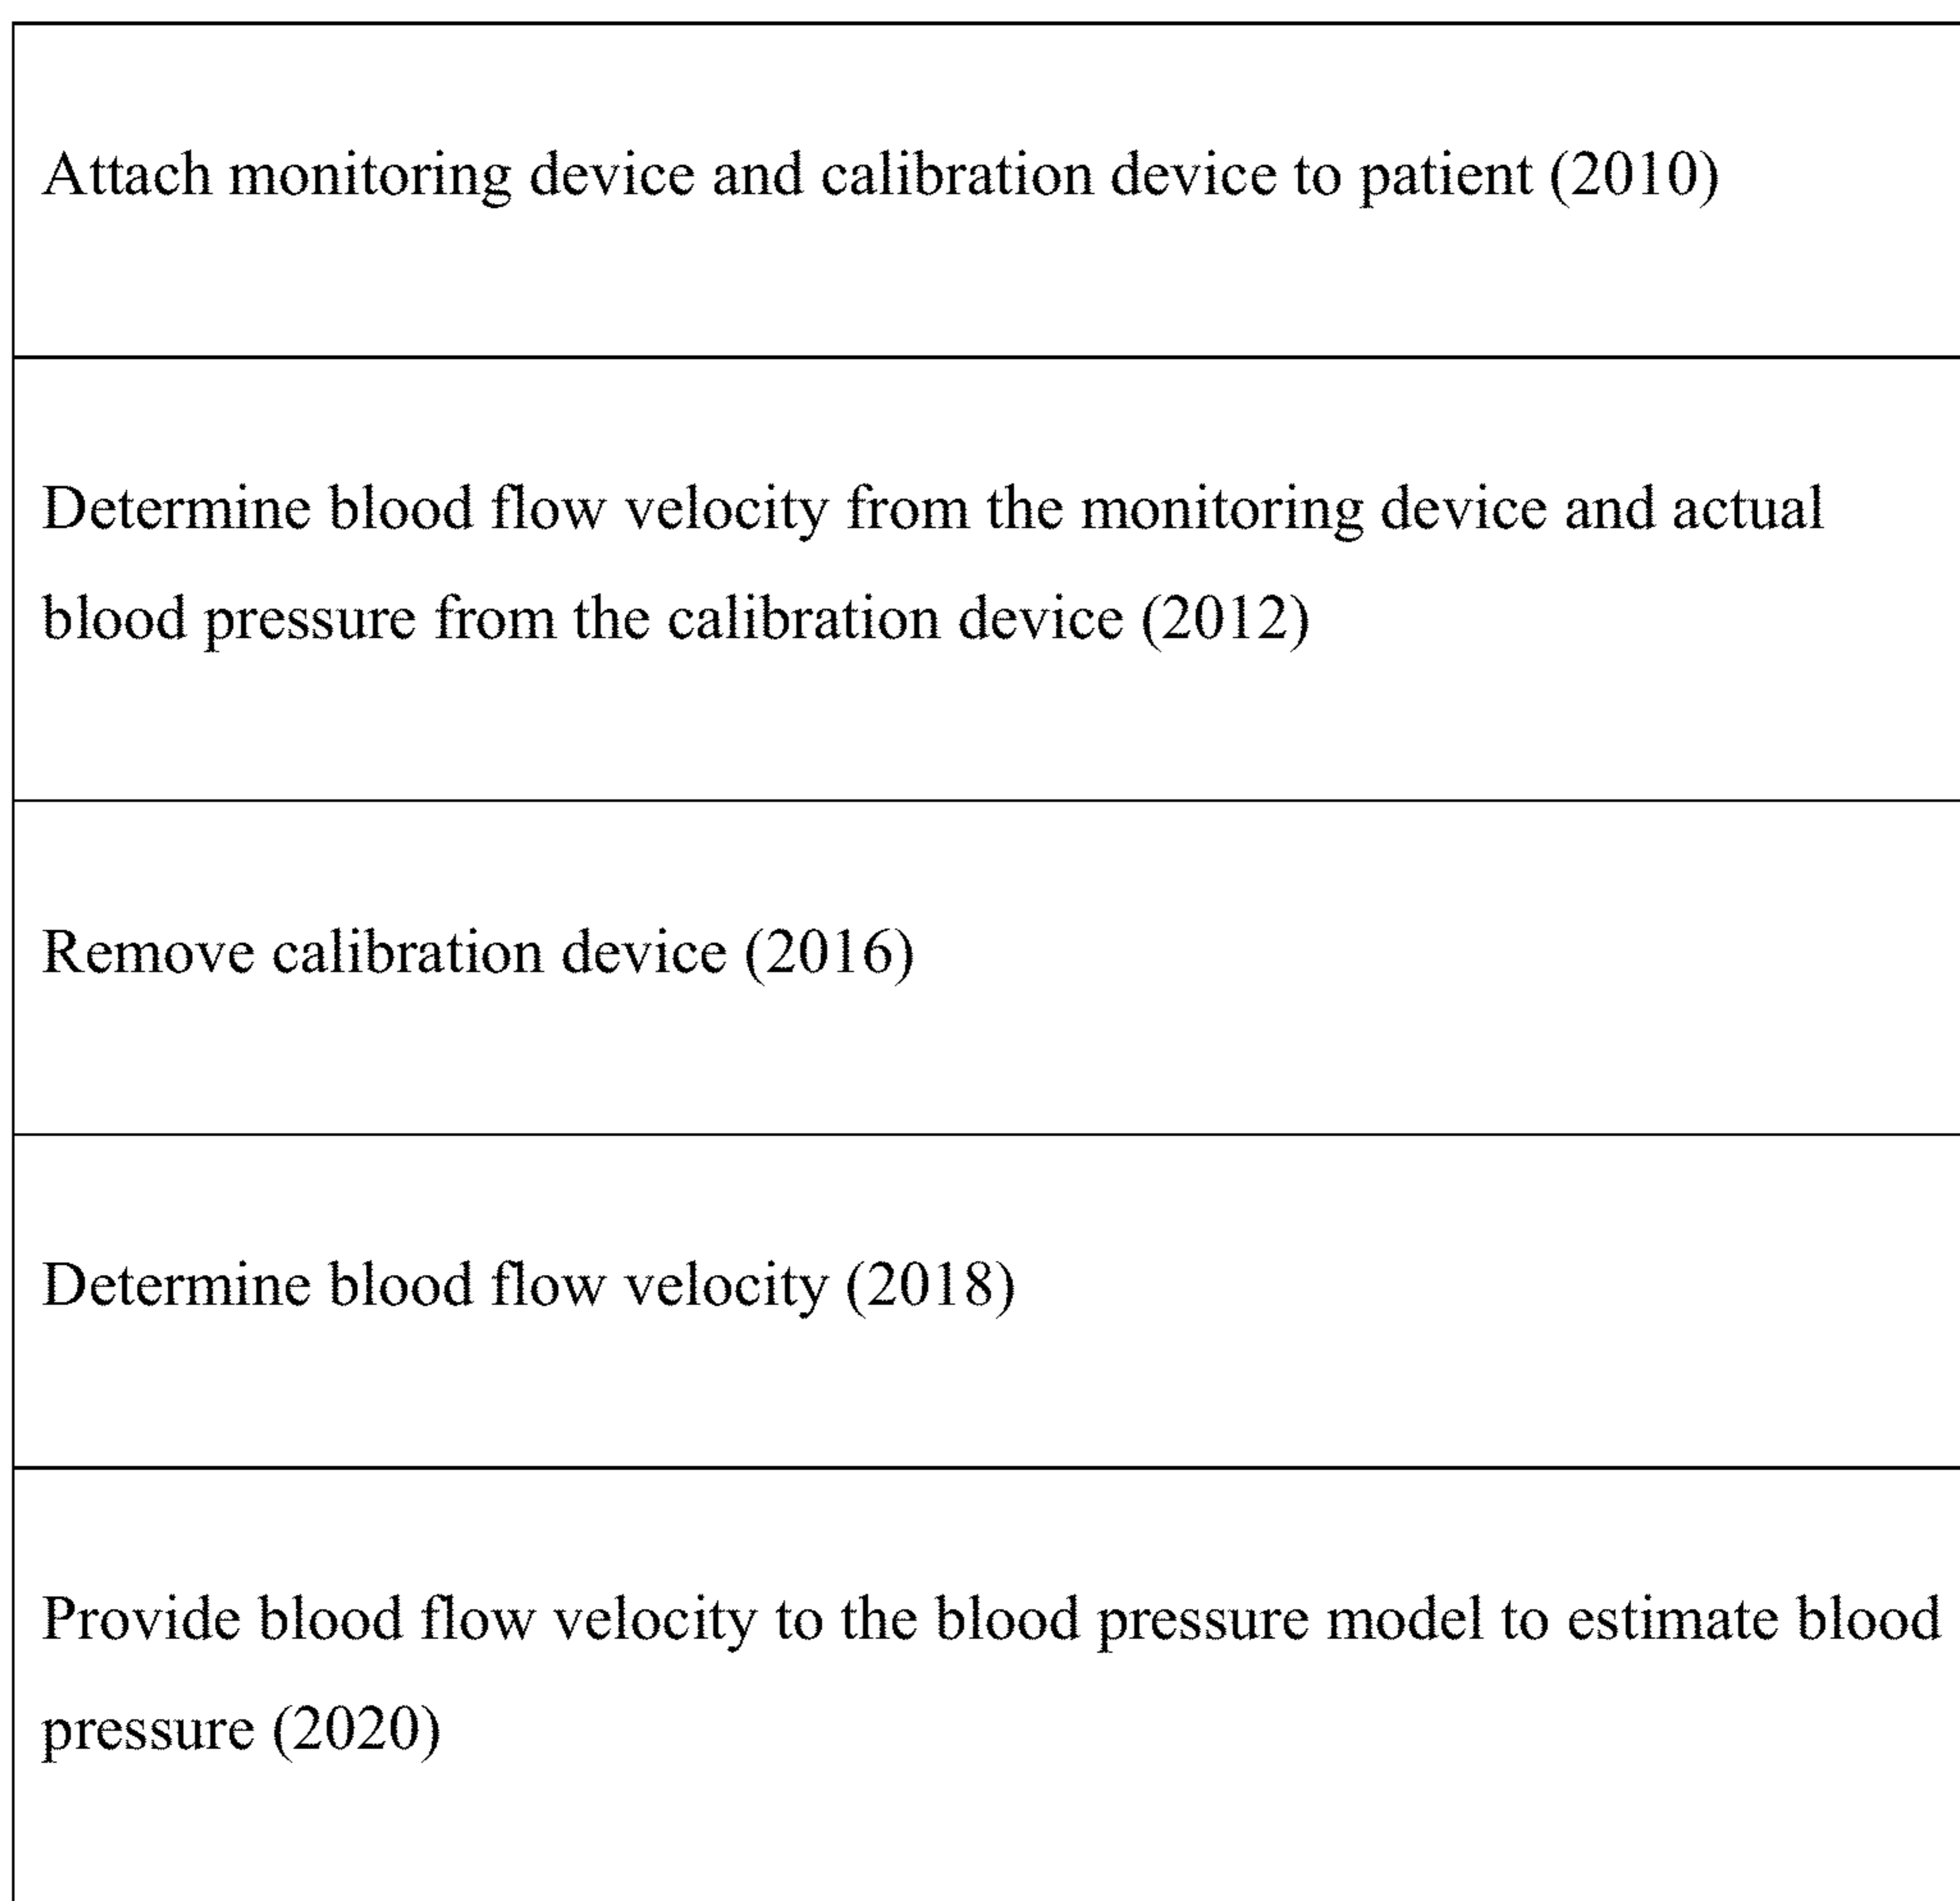 Attach monitoring device and calibration device to patient (2010)
Determine blood flow velocity from the monitoring device and actual
blood pressure from the calibration device (2012)
Remove calibration device (2016)
Determine blood flow velocity (2018)
Provide blood flow velocity to the blood pressure model to estimate blood
pressure (2020)